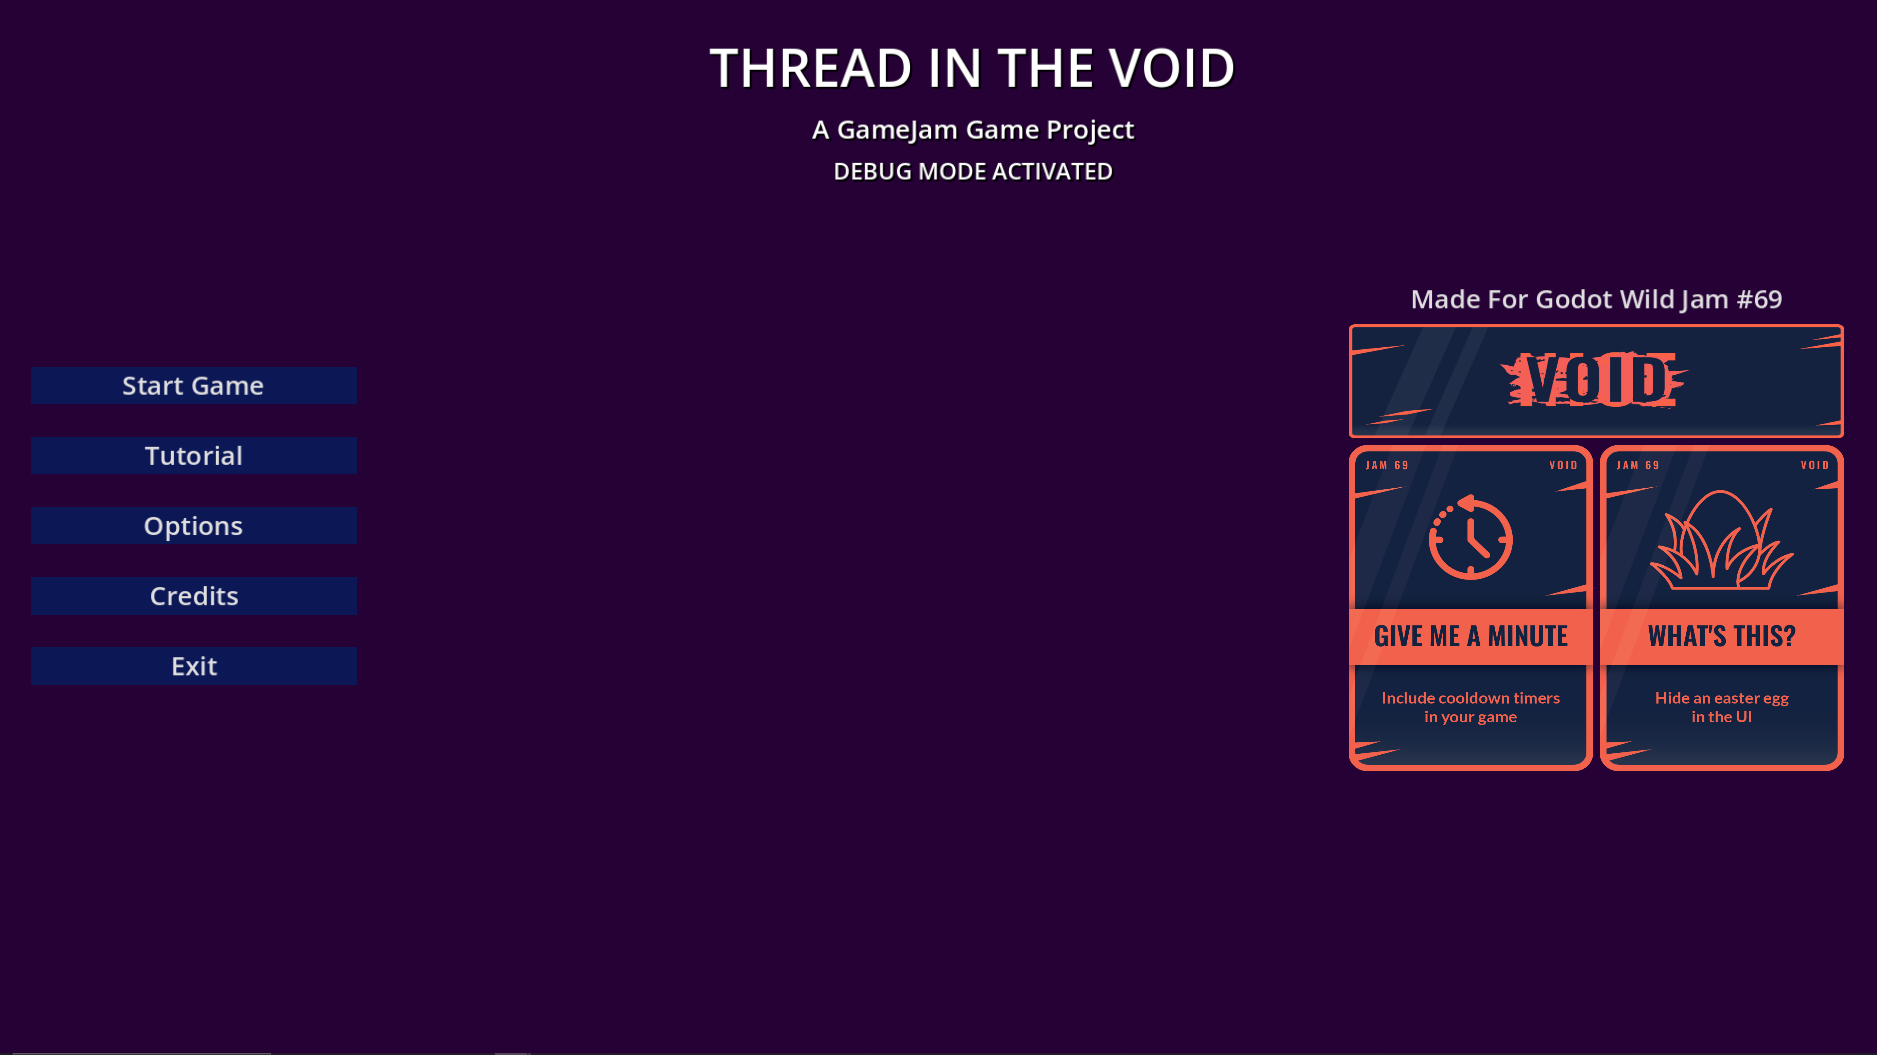 THREAD IN THE VOID
A GameJam Game Project
DEBUG MODE ACTIVATED
Start Game
Tutorial
Options
Credits
Exit
Made For Godot Wild Jam #69
VOID
JAM 69
VOID
GIVE ME A MINUTE
Include cooldown timers
in your game
JAM 69
VOID
WHAT'S THIS?
Hide an easter egg
in the UI